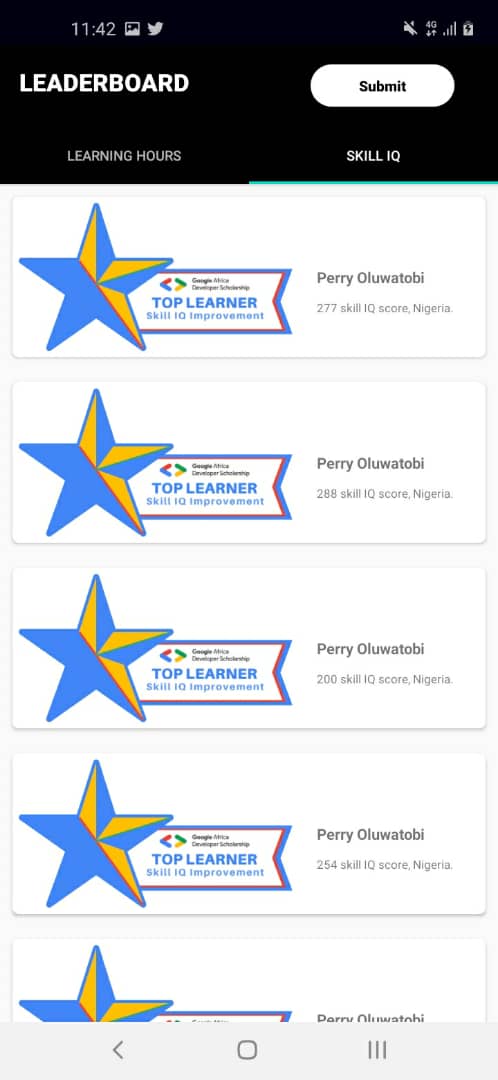 11:42
4G
LEADERBOARD
Submit
LEARNING HOURS
SKILL IQ
Google Africa
Developer Scholarship
TOP LEARNER
Skill IQ Improvement
Perry Oluwatobi
277 skill IQ score, Nigeria.
Google Africa
Developer Scholarship
TOP LEARNER
Skill IQ Improvement
Perry Oluwatobi
288 skill IQ score, Nigeria.
Google Africa
Developer Scholarship
TOP LEARNER
Skill IQ Improvement
Perry Oluwatobi
200 skill IQ score, Nigeria.
Google Africa
Developer Scholarship
TOP LEARNER
Skill IQ Improvement
Perry Oluwatobi
254 skill IQ score, Nigeria.
Perry Oluwatobi